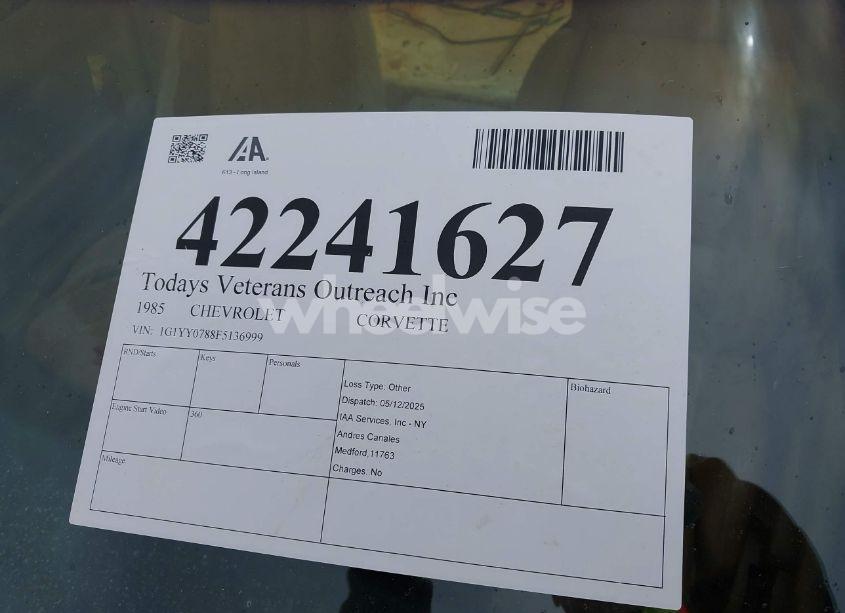 IAA
613 - Long Island
42241627
Todays Veterans Outreach Inc
1985 CHEVROLET CORVETTE
VIN: 1G1YY0788F5136999
wheelwise
RND/Starts Keys Personals
Loss Type: Other
Dispatch: 05/12/2025
IAA Services, Inc - NY
Andres Canales
Medford,11763
Charges: No
Biohazard
Engine Start Video 360
Mileage